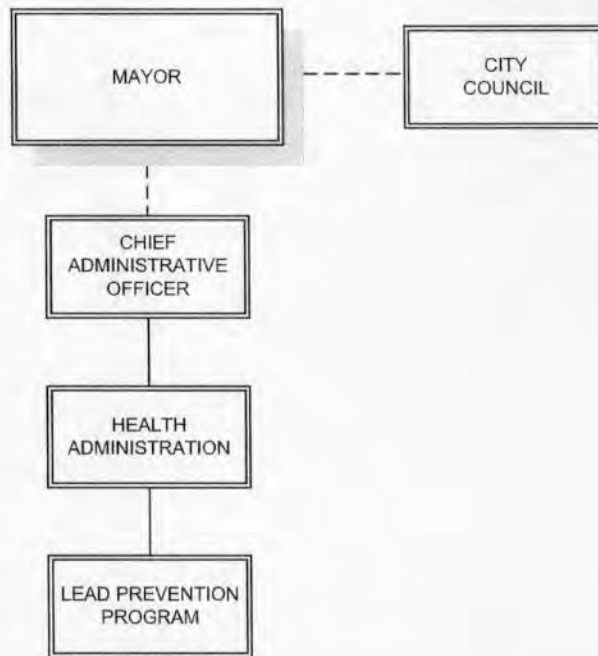 MAYOR
CITY
COUNCIL
CHIEF
ADMINISTRATIVE
OFFICER
HEALTH
ADMINISTRATION
LEAD PREVENTION
PROGRAM